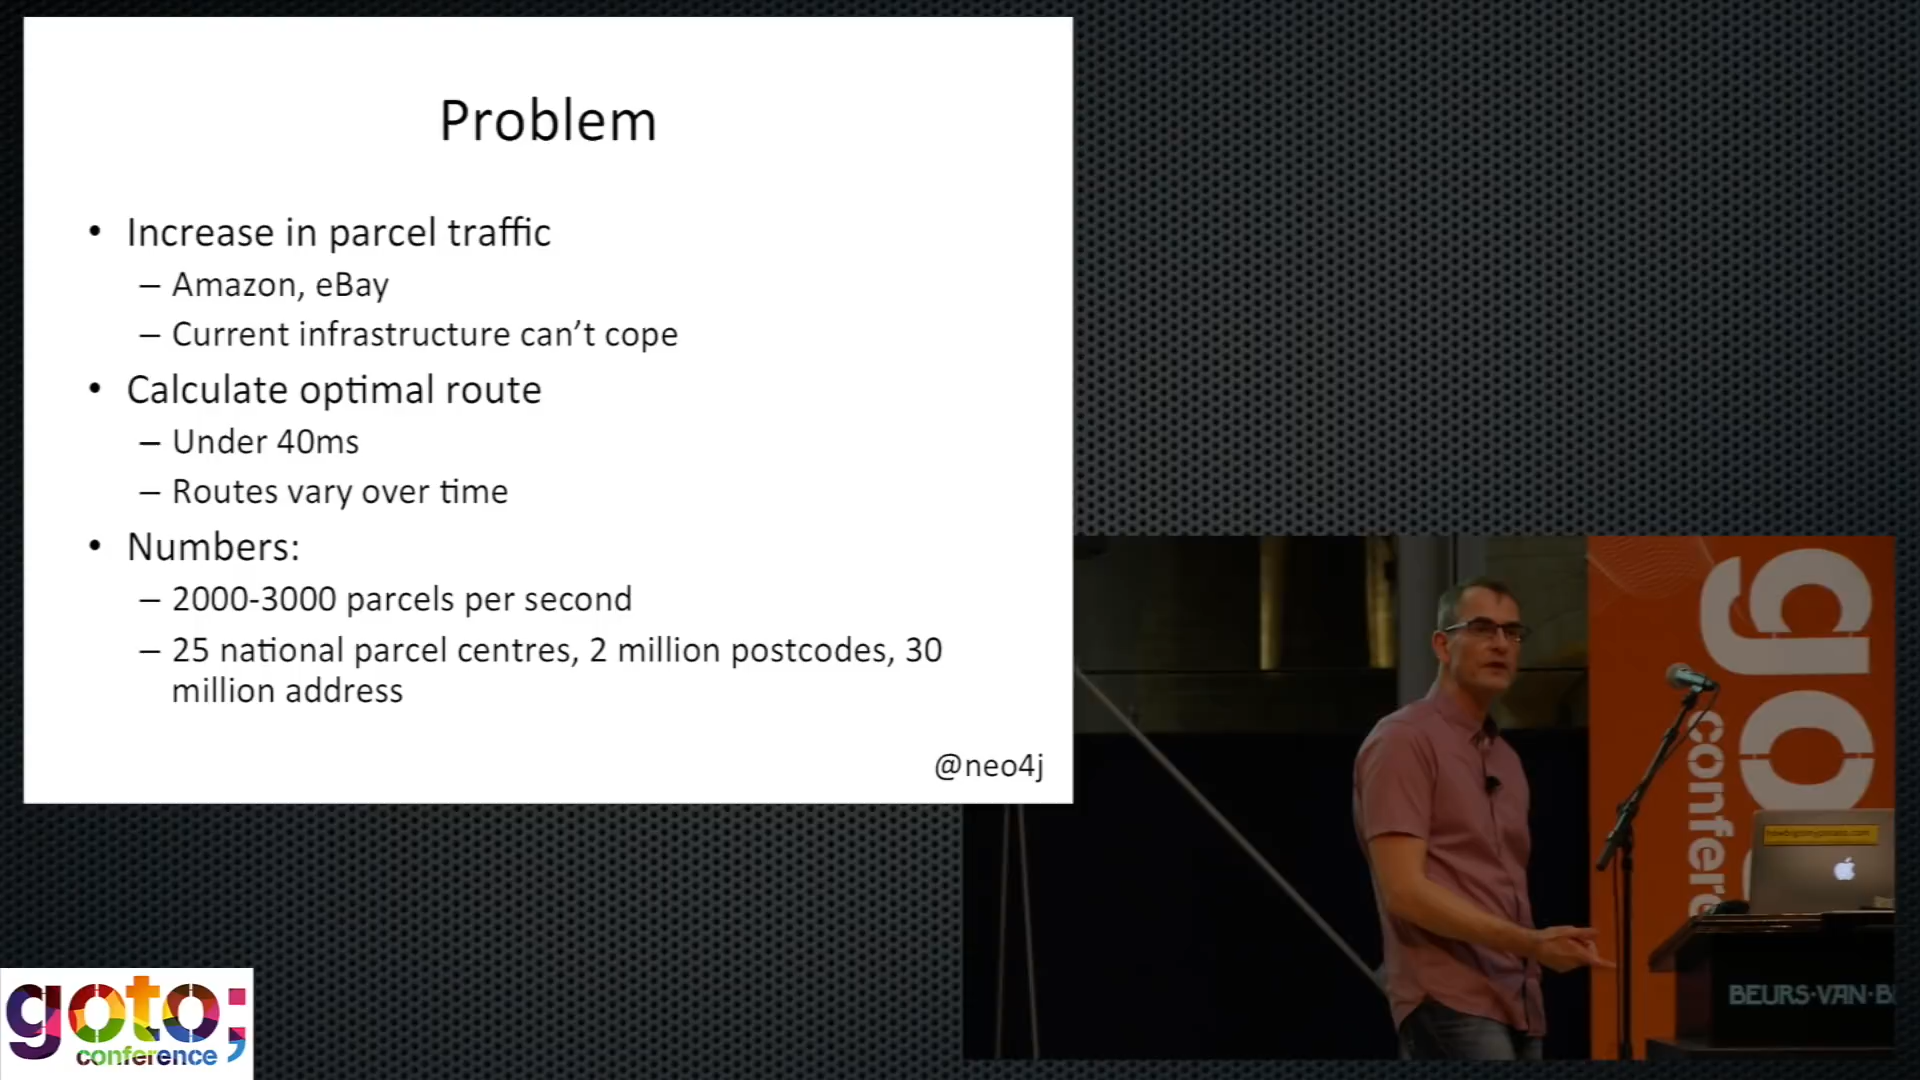 Problem
• Increase in parcel traffic
– Amazon, eBay
– Current infrastructure can’t cope
• Calculate optimal route
– Under 40ms
– Routes vary over time
• Numbers:
– 2000-3000 parcels per second
– 25 national parcel centres, 2 million postcodes, 30
million address
@neo4j
go
confere
BEURS·VAN·B
goto;
conference